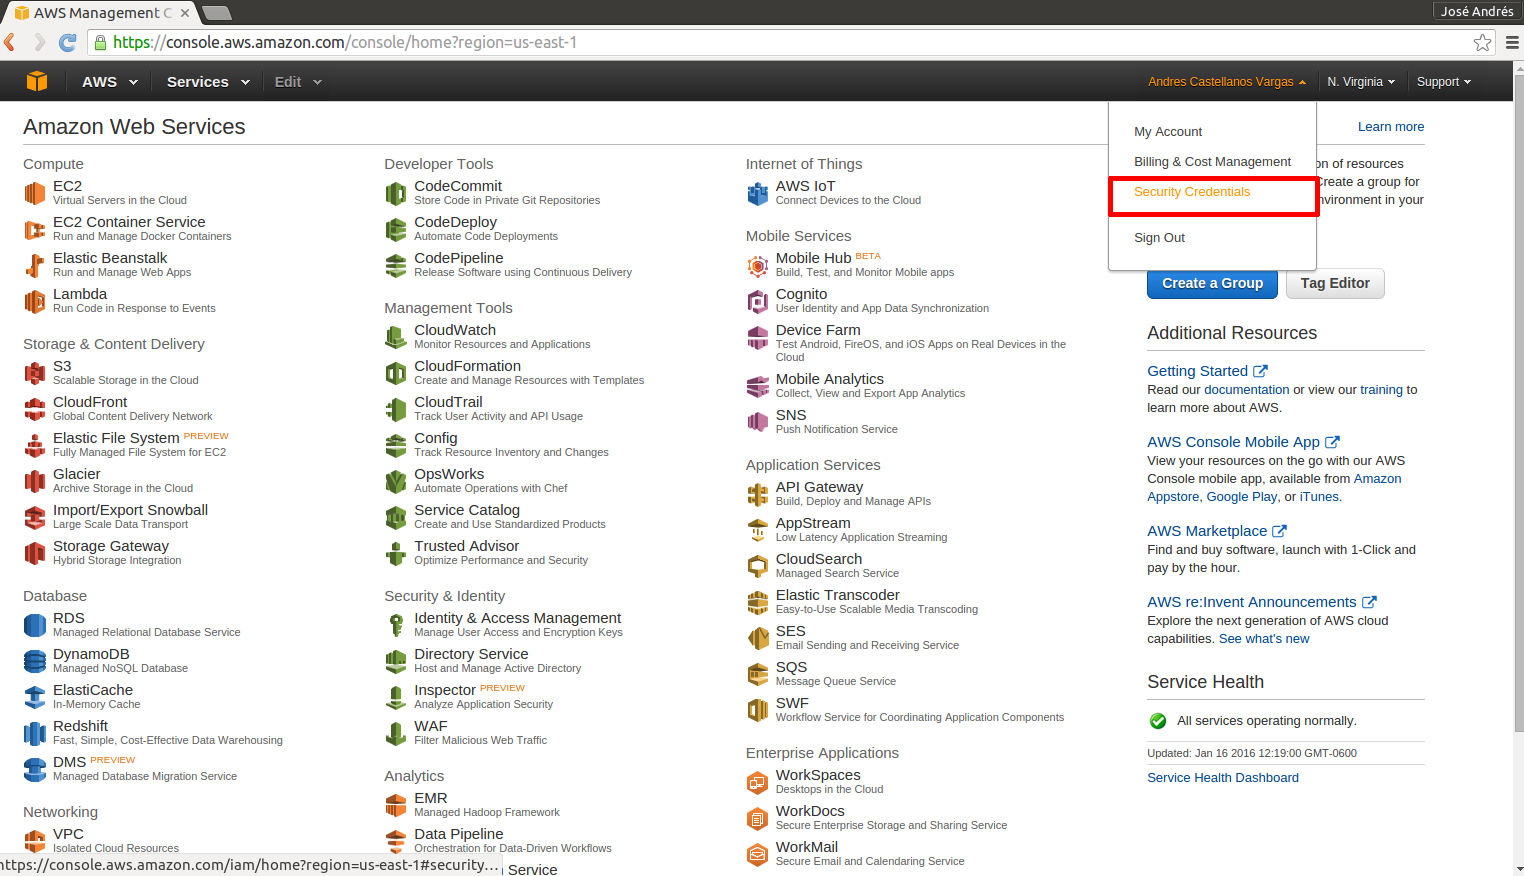 AWS Management C
José Andrés
https://console.aws.amazon.com/console/home?region=us-east-1
AWS Services Edit
Andres Castellanos Vargas N. Virginia Support
My Account
Billing & Cost Management
Security Credentials
Sign Out
Amazon Web Services
Compute
EC2
Virtual Servers in the Cloud
EC2 Container Service
Run and Manage Docker Containers
Elastic Beanstalk
Run and Manage Web Apps
Lambda
Run Code in Response to Events
Storage & Content Delivery
S3
Scalable Storage in the Cloud
CloudFront
Global Content Delivery Network
Elastic File System PREVIEW
Fully Managed File System for EC2
Glacier
Archive Storage in the Cloud
Import/Export Snowball
Large Scale Data Transport
Storage Gateway
Hybrid Storage Integration
Database
RDS
Managed Relational Database Service
DynamoDB
Managed NoSQL Database
ElastiCache
In-Memory Cache
Redshift
Fast, Simple, Cost-Effective Data Warehousing
DMS PREVIEW
Managed Database Migration Service
Networking
VPC
Isolated Cloud Resources
https://console.aws.amazon.com/iam/home?region=us-east-1#security...
Developer Tools
CodeCommit
Store Code in Private Git Repositories
CodeDeploy
Automate Code Deployments
CodePipeline
Release Software using Continuous Delivery
Management Tools
CloudWatch
Monitor Resources and Applications
CloudFormation
Create and Manage Resources with Templates
CloudTrail
Track User Activity and API Usage
Config
Track Resource Inventory and Changes
OpsWorks
Automate Operations with Chef
Service Catalog
Create and Use Standardized Products
Trusted Advisor
Optimize Performance and Security
Security & Identity
Identity & Access Management
Manage User Access and Encryption Keys
Directory Service
Host and Manage Active Directory
Inspector PREVIEW
Analyze Application Security
WAF
Filter Malicious Web Traffic
Analytics
EMR
Managed Hadoop Framework
Data Pipeline
Orchestration for Data-Driven Workflows
Service
Internet of Things
AWS IoT
Connect Devices to the Cloud
Mobile Services
Mobile Hub BETA
Build, Test, and Monitor Mobile apps
Cognito
User Identity and App Data Synchronization
Device Farm
Test Android, FireOS, and iOS Apps on Real Devices in the
Cloud
Mobile Analytics
Collect, View and Export App Analytics
SNS
Push Notification Service
Application Services
API Gateway
Build, Deploy and Manage APIs
AppStream
Low Latency Application Streaming
CloudSearch
Managed Search Service
Elastic Transcoder
Easy-to-Use Scalable Media Transcoding
SES
Email Sending and Receiving Service
SQS
Message Queue Service
SWF
Workflow Service for Coordinating Application Components
Enterprise Applications
WorkSpaces
Desktops in the Cloud
WorkDocs
Secure Enterprise Storage and Sharing Service
WorkMail
Secure Email and Calendaring Service
Learn more
of resources
Create a group for
in your
Create a Group Tag Editor
Additional Resources
Getting Started
Read our documentation or view our training to
learn more about AWS.
AWS Console Mobile App
View your resources on the go with our AWS
Console mobile app, available from Amazon
Appstore, Google Play, or iTunes.
AWS Marketplace
Find and buy software, launch with 1-Click and
pay by the hour.
AWS re:Invent Announcements
Explore the next generation of AWS cloud
capabilities. See what's new
Service Health
All services operating normally.
Updated: Jan 16 2016 12:19:00 GMT-0600
Service Health Dashboard